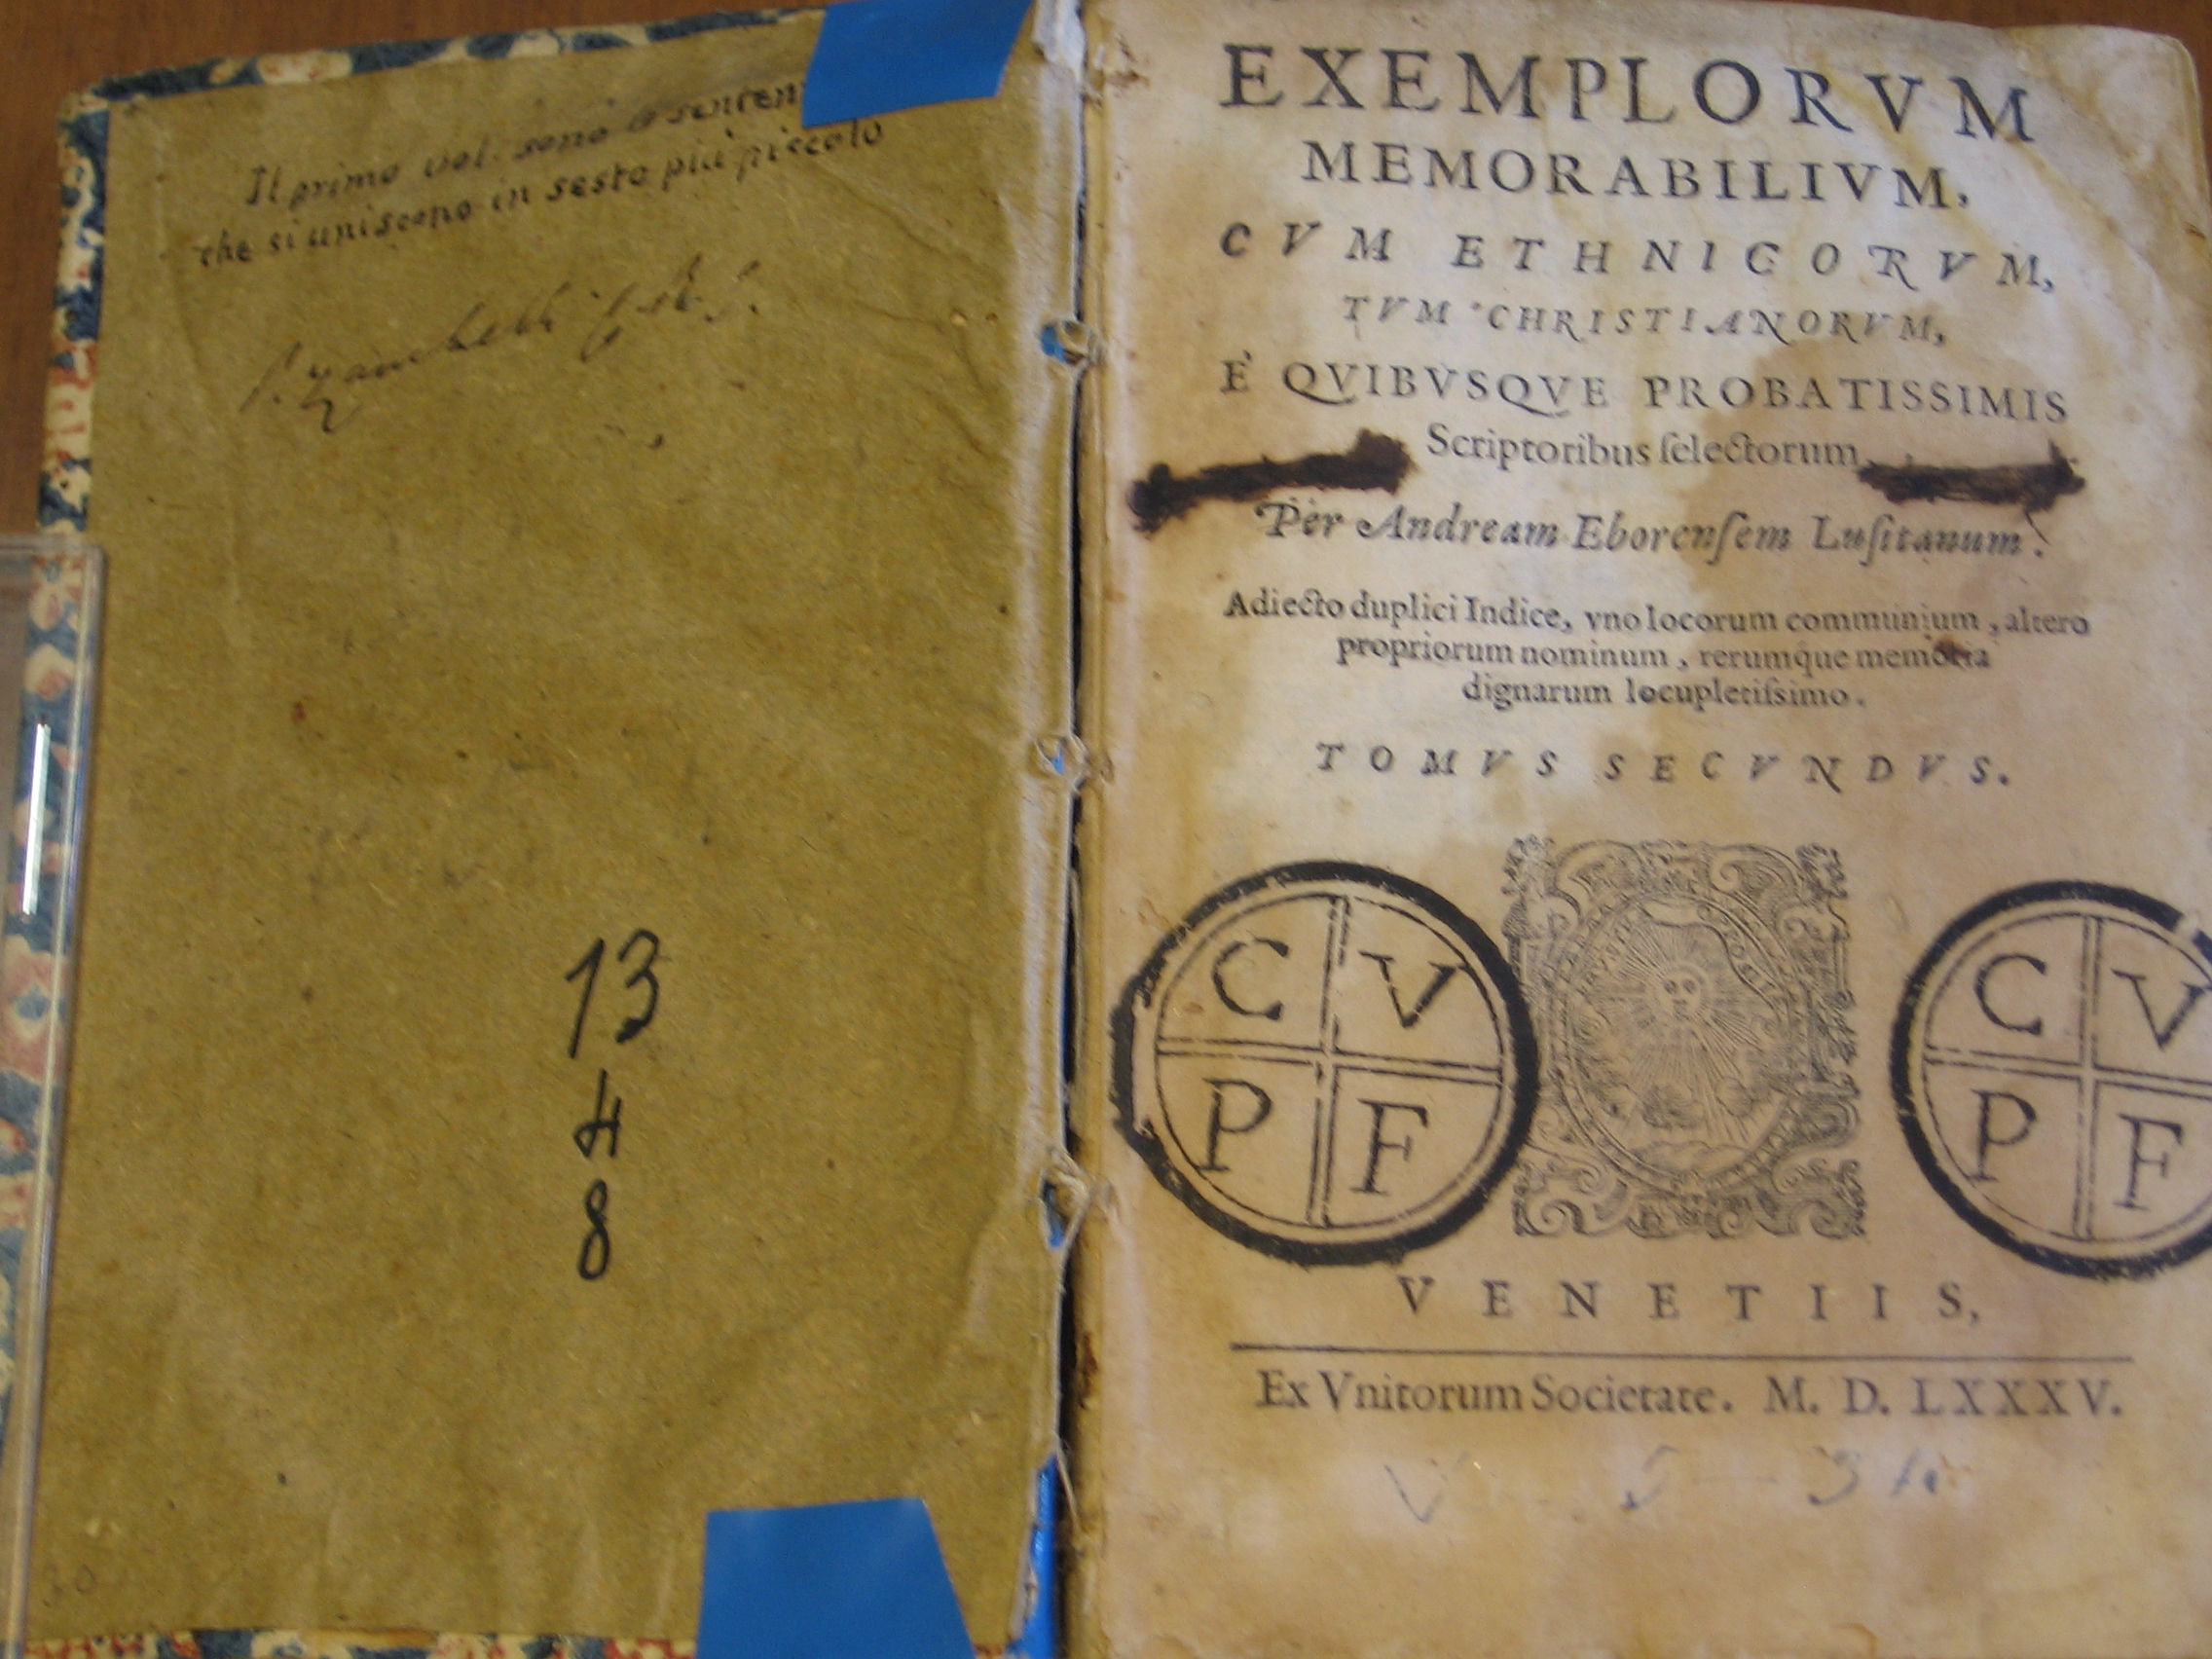 Il primo vol. sono
che si uniscono in sesto più piccolo
13
4
8
EXEMPLORVM
MEMORABILIVM,
CVM ETHNICORVM,
TVM CHRISTIANORVM,
E' QVIBVSQVE PROBATISSIMIS
Scriptoribus ſelectorum
Per Andream Eborenſem Luſitanum.
Adiecto duplici Indice, vno locorum communium, altero
propriorum nominum, rerumque memoria
dignarum locupletiſsimo.
TOMVS SECVNDVS.
C V
P F
C V
P F
VENETIIS,
Ex Vnitorum Societate. M. D. LXXXV.